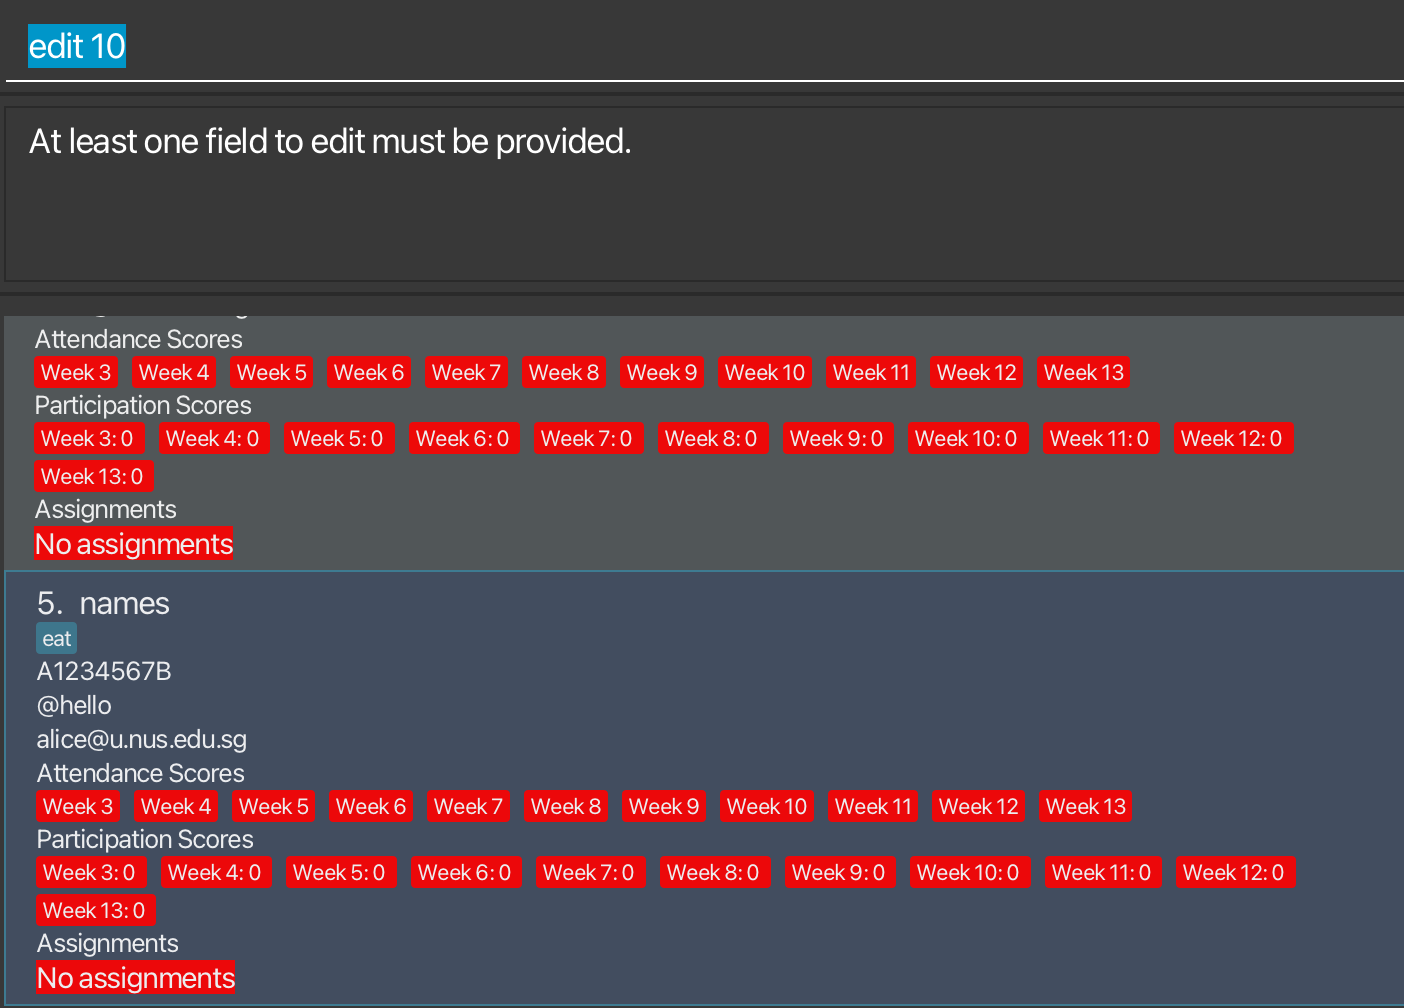 edit 10
At least one field to edit must be provided.
Attendance Scores
Week 3 Week 4 Week 5 Week 6 Week 7 Week 8 Week 9 Week 10 Week 11 Week 12 Week 13
Participation Scores
Week 3: 0 Week 4: 0 Week 5: 0 Week 6: 0 Week 7: 0 Week 8: 0 Week 9: 0 Week 10: 0 Week 11: 0 Week 12: 0
Week 13: 0
Assignments
No assignments
5. names
eat
A1234567B
@hello
alice@u.nus.edu.sg
Attendance Scores
Week 3 Week 4 Week 5 Week 6 Week 7 Week 8 Week 9 Week 10 Week 11 Week 12 Week 13
Participation Scores
Week 3: 0 Week 4: 0 Week 5: 0 Week 6: 0 Week 7: 0 Week 8: 0 Week 9: 0 Week 10: 0 Week 11: 0 Week 12: 0
Week 13: 0
Assignments
No assignments